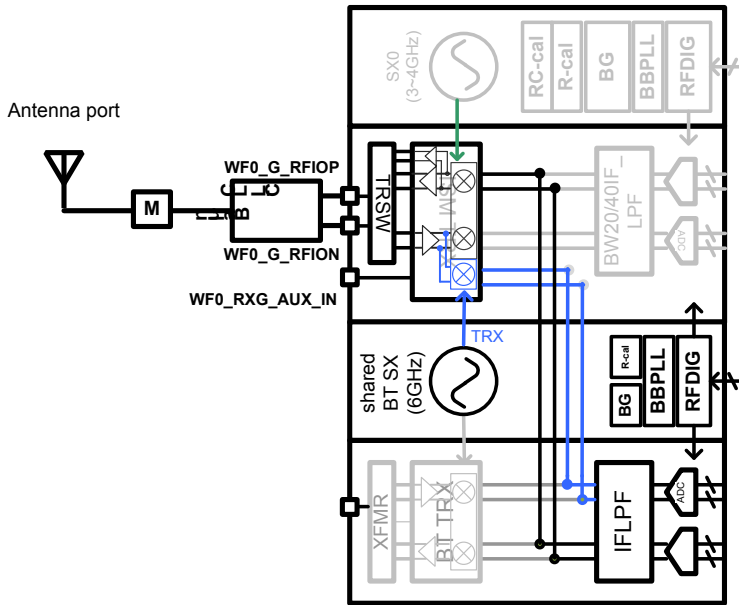 SX0
(3~4GHz)
RC-cal
R-cal
BG
BBPLL
RFDIG
Antenna port
WF0_G_RFIOP
M
TRSW
BW20/40IF_
LPF
ADC
WF0_G_RFION
WF0_RXG_AUX_IN
TRX
shared
BT SX
(6GHz)
R-cal
BG
BBPLL
RFDIG
XFMR
BT TRX
IFLPF
ADC